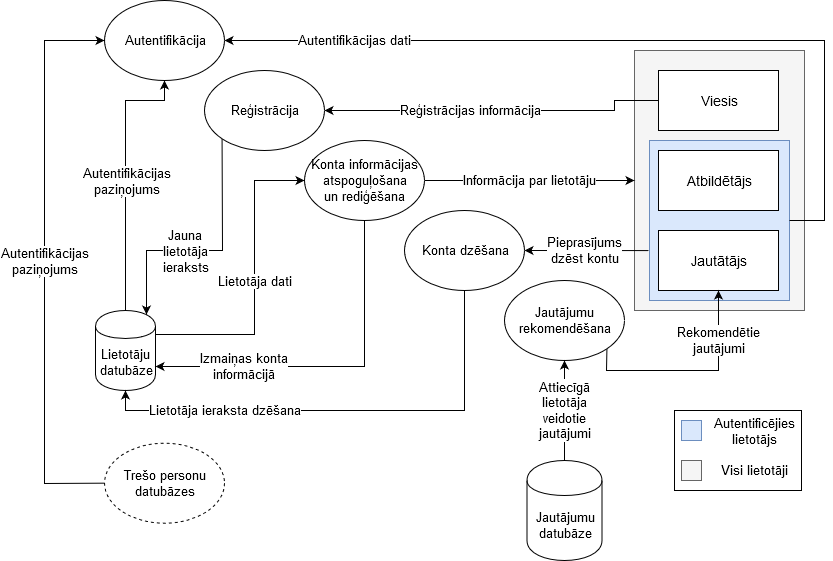 Autentifikācija
Autentifikācijas dati
Reģistrācija
Reģistrācijas informācija
Viesis
Konta informācijas
atspoguļošana
un rediģēšana
Informācija par lietotāju
Atbildētājs
Autentifikācijas
paziņojums
Jauna
lietotāja
ieraksts
Konta dzēšana
Pieprasījums
dzēst kontu
Jautātājs
Autentifikācijas
paziņojums
Lietotāja dati
Jautājumu
rekomendēšana
Rekomendētie
jautājumi
Lietotāju
datubāze
Izmaiņas konta
informācijā
Lietotāja ieraksta dzēšana
Attiecīgā
lietotāja
veidotie
jautājumi
Autentificējies
lietotājs
Visi lietotāji
Trešo personu
datubāzes
Jautājumu
datubāze